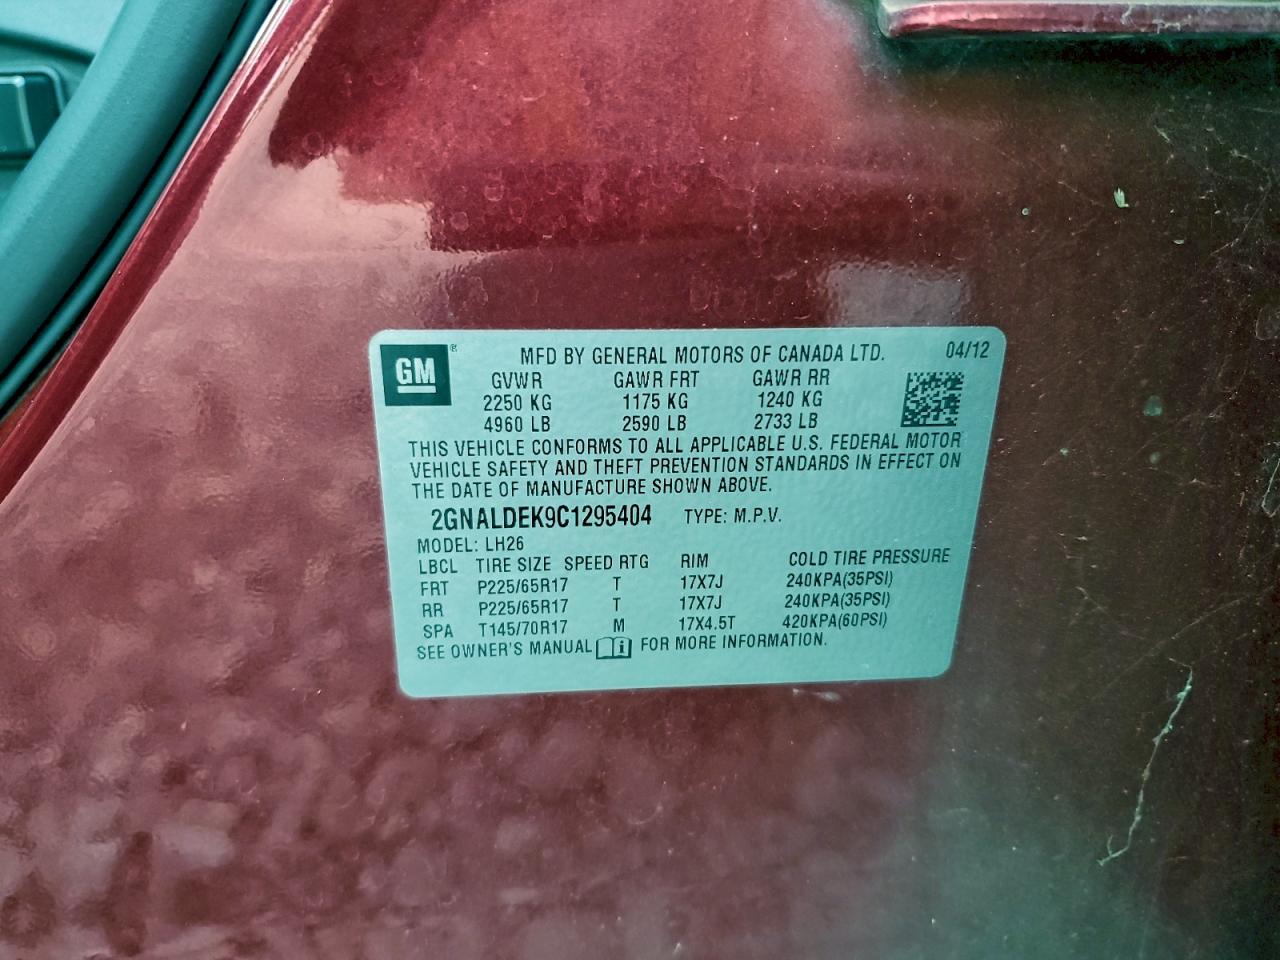 GM ® MFD BY GENERAL MOTORS OF CANADA LTD. 04/12
GVWR GAWR FRT GAWR RR
2250 KG 1175 KG 1240 KG
4960 LB 2590 LB 2733 LB
THIS VEHICLE CONFORMS TO ALL APPLICABLE U.S. FEDERAL MOTOR
VEHICLE SAFETY AND THEFT PREVENTION STANDARDS IN EFFECT ON
THE DATE OF MANUFACTURE SHOWN ABOVE.
2GNALDEK9C1295404 TYPE: M.P.V.
MODEL: LH26
LBCL TIRE SIZE SPEED RTG RIM COLD TIRE PRESSURE
FRT P225/65R17 T 17X7J 240KPA(35PSI)
RR P225/65R17 T 17X7J 240KPA(35PSI)
SPA T145/70R17 M 17X4.5T 420KPA(60PSI)
SEE OWNER'S MANUAL i FOR MORE INFORMATION.